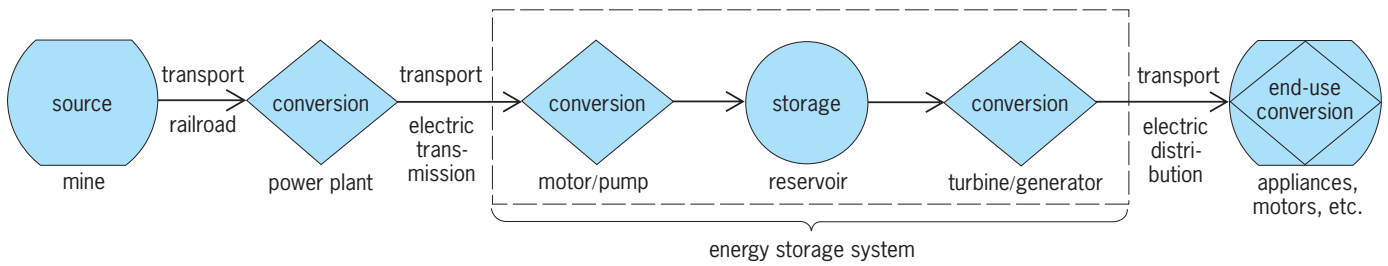 source
mine
transport
railroad
conversion
power plant
transport
electric
trans-
mission
conversion
motor/pump
storage
reservoir
conversion
turbine/generator
transport
electric
distri-
bution
end-use
conversion
appliances,
motors, etc.
energy storage system